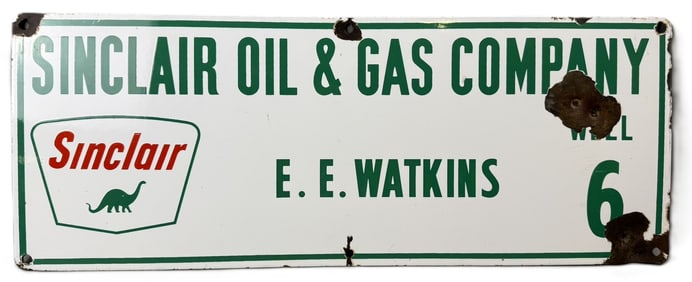 SINCLAIR OIL & GAS COMPANY
WELL
Sinclair
E. E. WATKINS
6